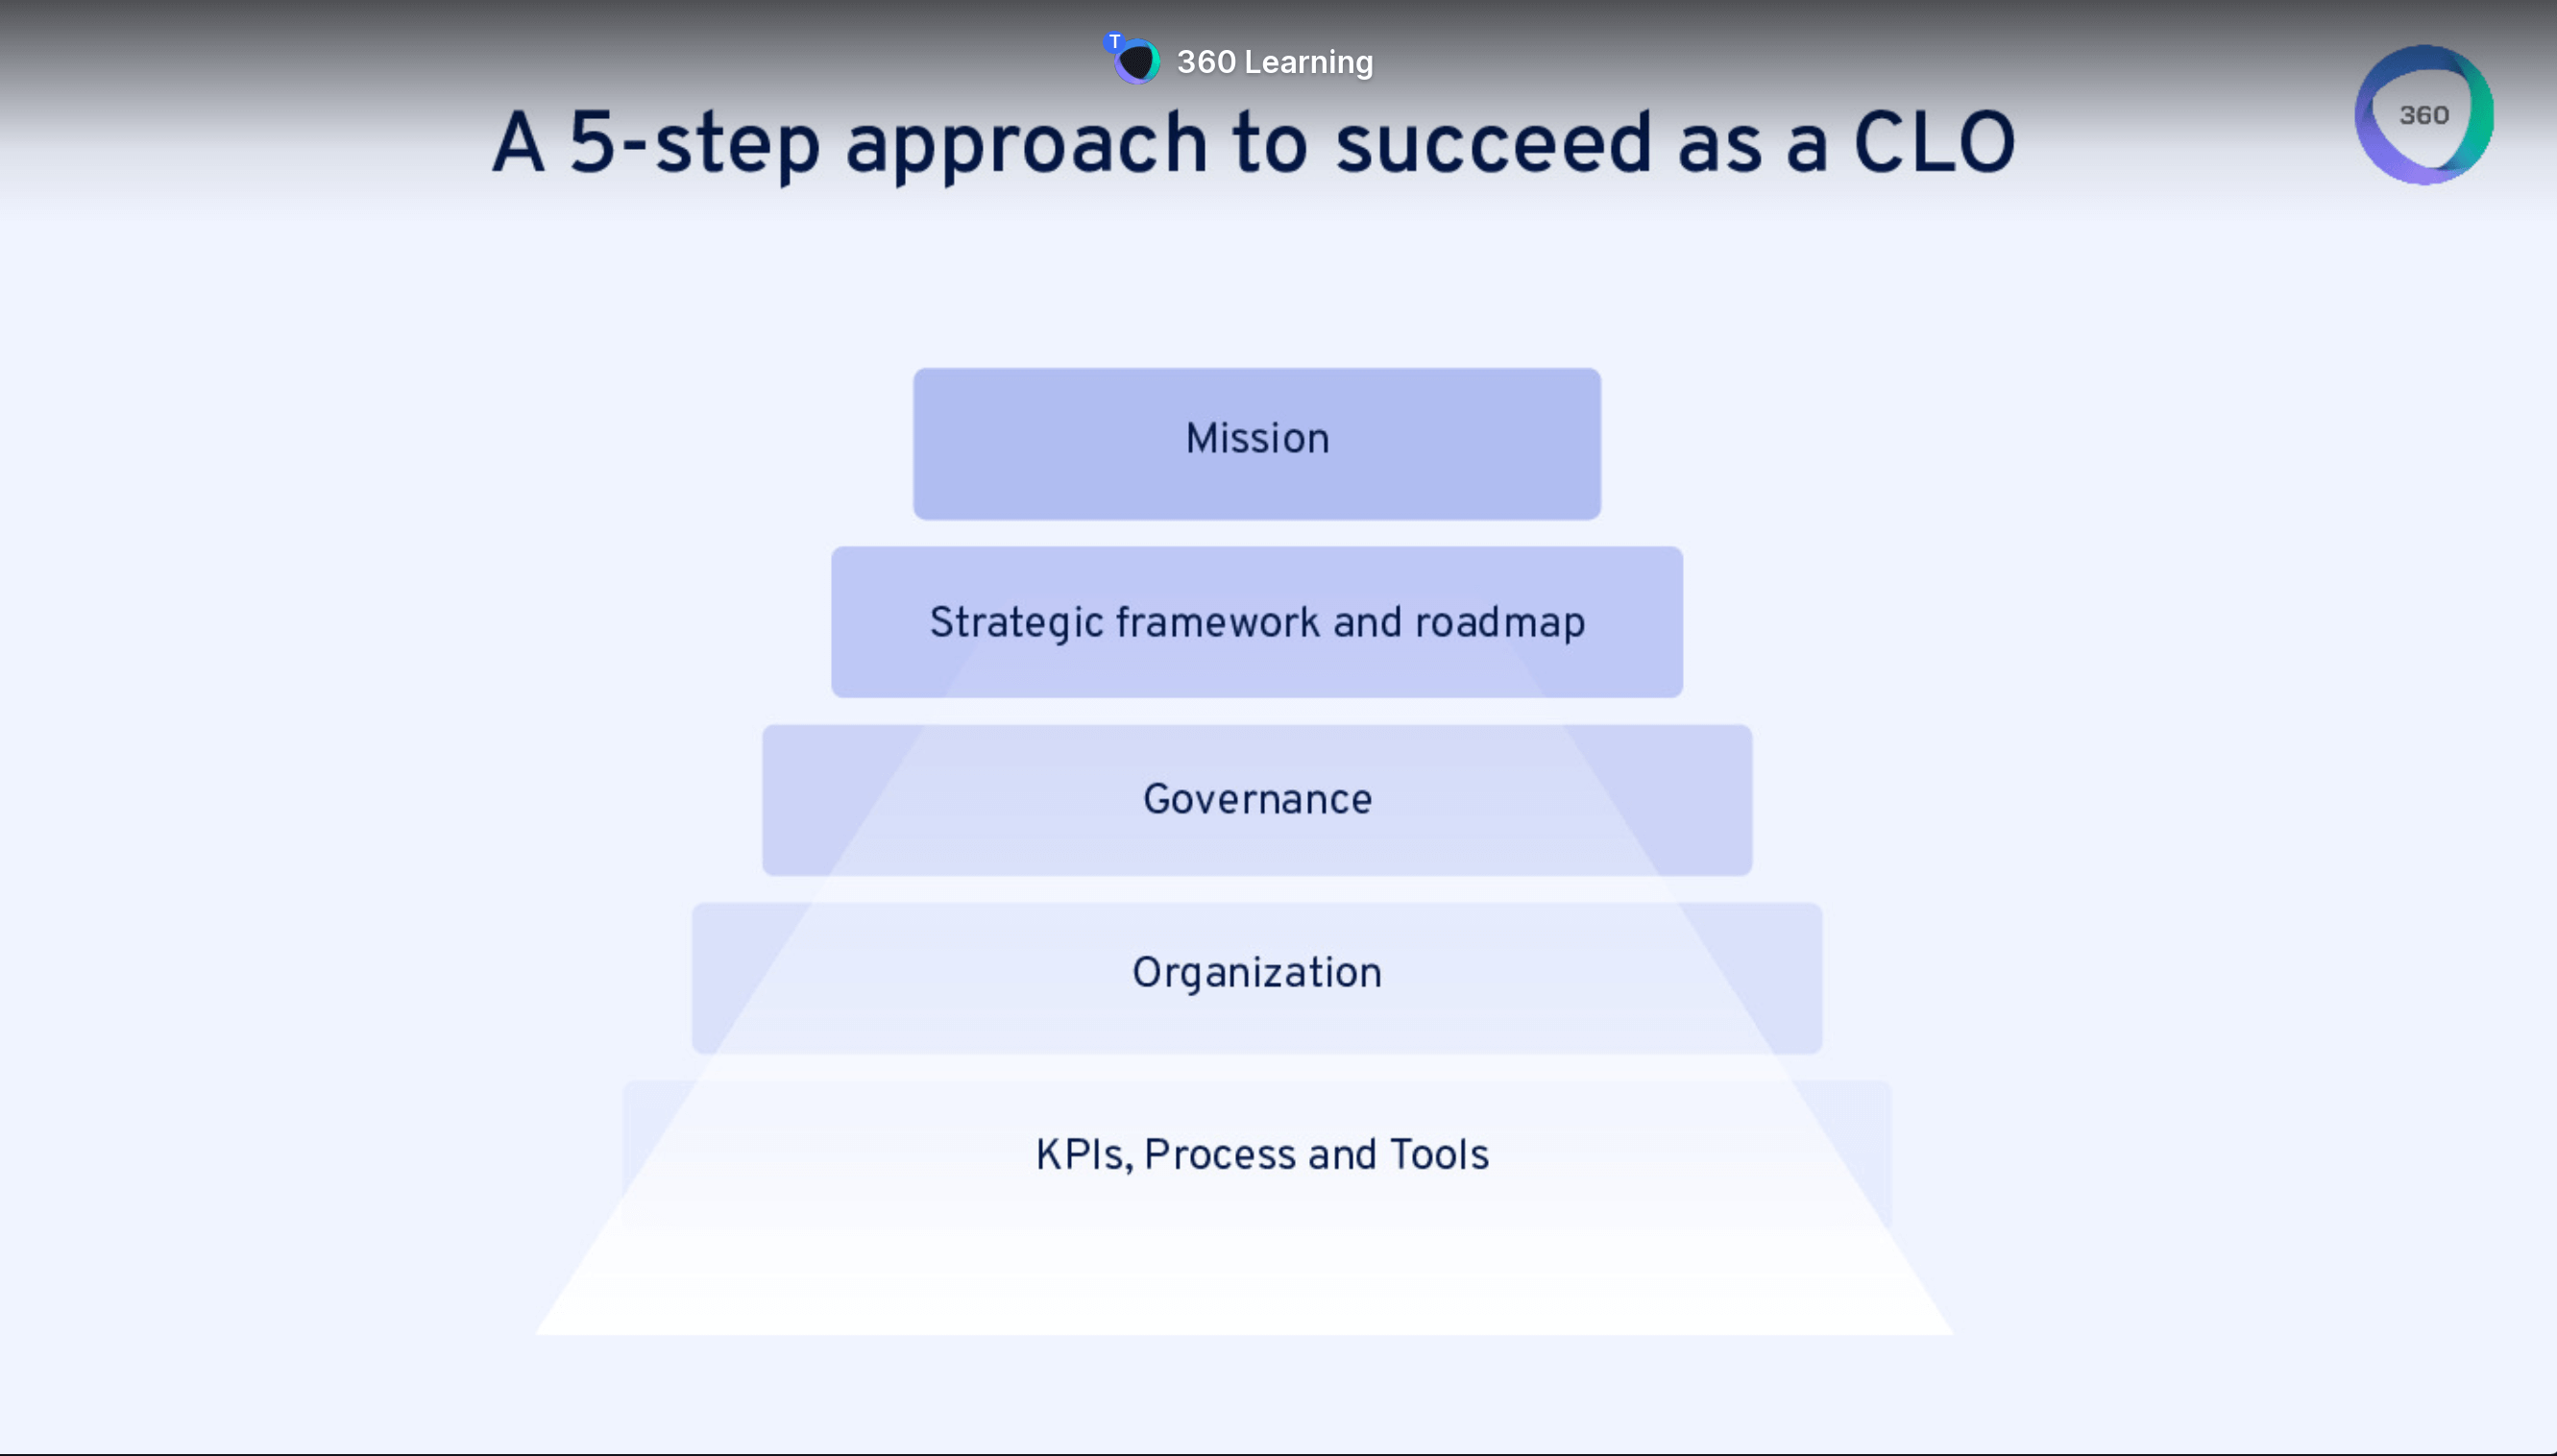 T
360 Learning
360
A 5-step approach to succeed as a CLO
Mission
Strategic framework and roadmap
Governance
Organization
KPIs, Process and Tools